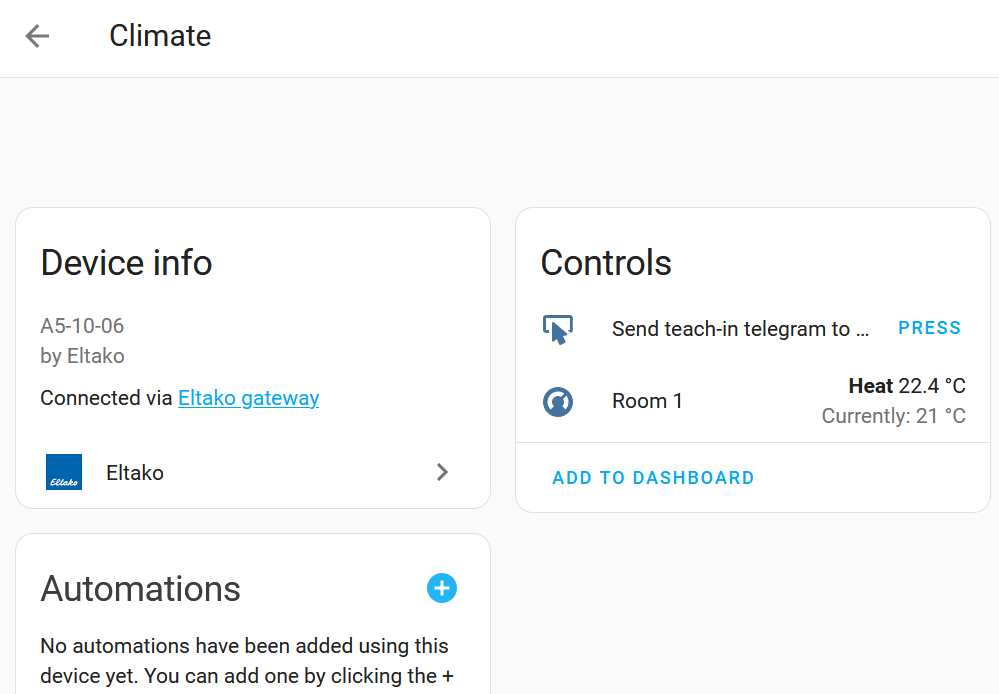 Climate
Device info
A5-10-06
by Eltako
Connected via Eltako gateway
Eltako
Eltako
Controls
Send teach-in telegram to ...
PRESS
Room 1
Heat 22.4 °C
Currently: 21 °C
ADD TO DASHBOARD
Automations
No automations have been added using this
device yet. You can add one by clicking the +